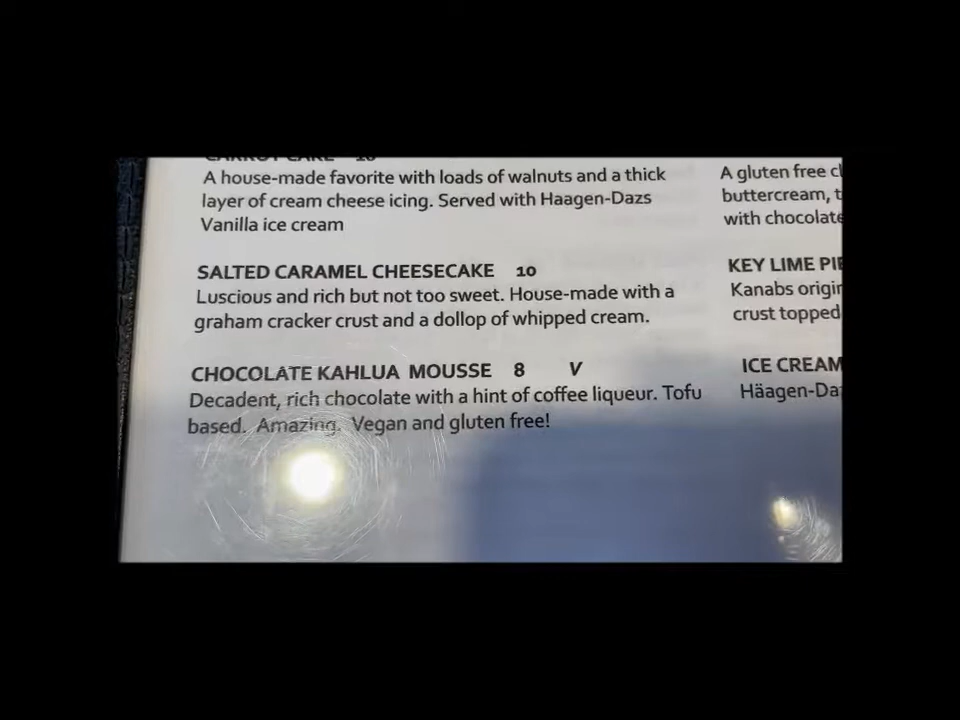 CARROT CAKE
A house-made favorite with loads of walnuts and a thick
layer of cream cheese icing. Served with Haagen-Dazs
Vanilla ice cream
SALTED CARAMEL CHEESECAKE 10
Luscious and rich but not too sweet. House-made with a
graham cracker crust and a dollop of whipped cream.
CHOCOLATE KAHLUA MOUSSE 8 V
Decadent, rich chocolate with a hint of coffee liqueur. Tofu
based. Amazing. Vegan and gluten free!
A gluten free
buttercream,
with chocolate
KEY LIME
Kanabs
crust topped
ICE CREAM